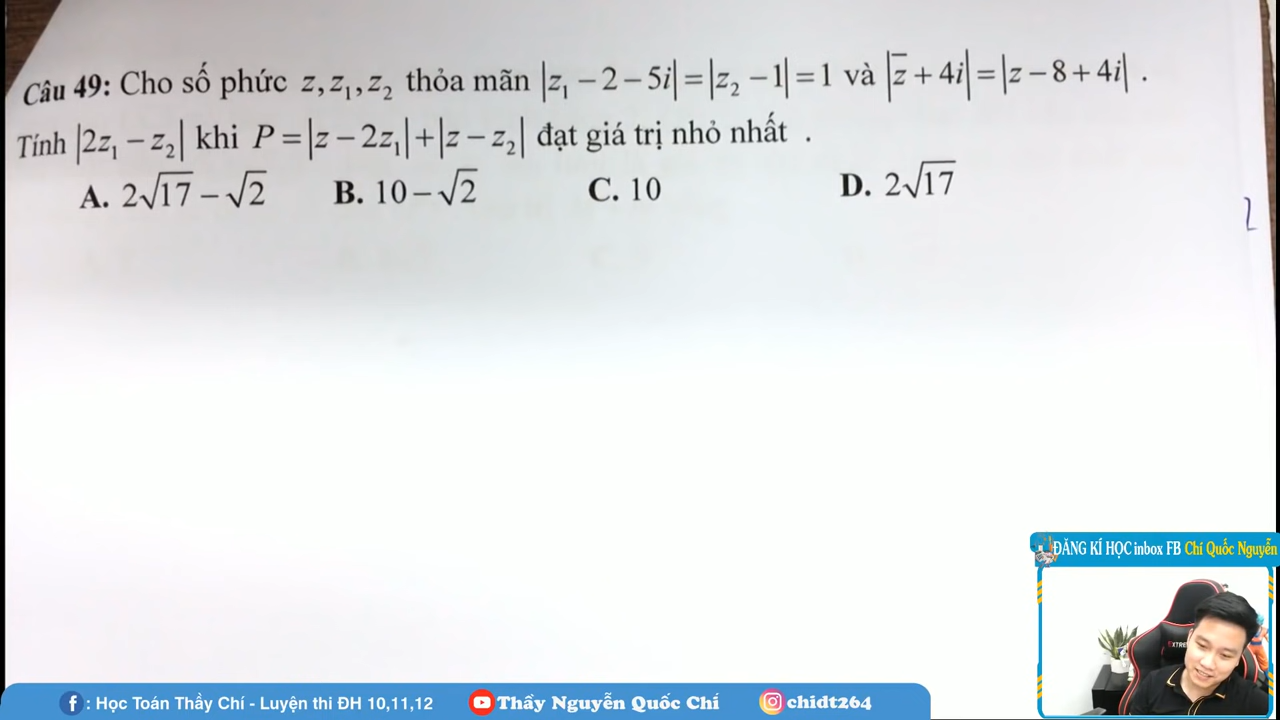 Câu 49: Cho số phức z, z₁, z₂ thỏa mãn |z₁ − 2 − 5i| = |z₂ − 1| = 1 và |z̅ + 4i| = |z − 8 + 4i| .
Tính |2z₁ − z₂| khi P = |z − 2z₁| + |z − z₂| đạt giá trị nhỏ nhất .
A. 2√17 − √2 B. 10 − √2 C. 10 D. 2√17
ĐĂNG KÍ HỌC inbox FB Chí Quốc Nguyễn
: Học Toán Thầy Chí - Luyện thi ĐH 10,11,12 Thầy Nguyễn Quốc Chí chidt264